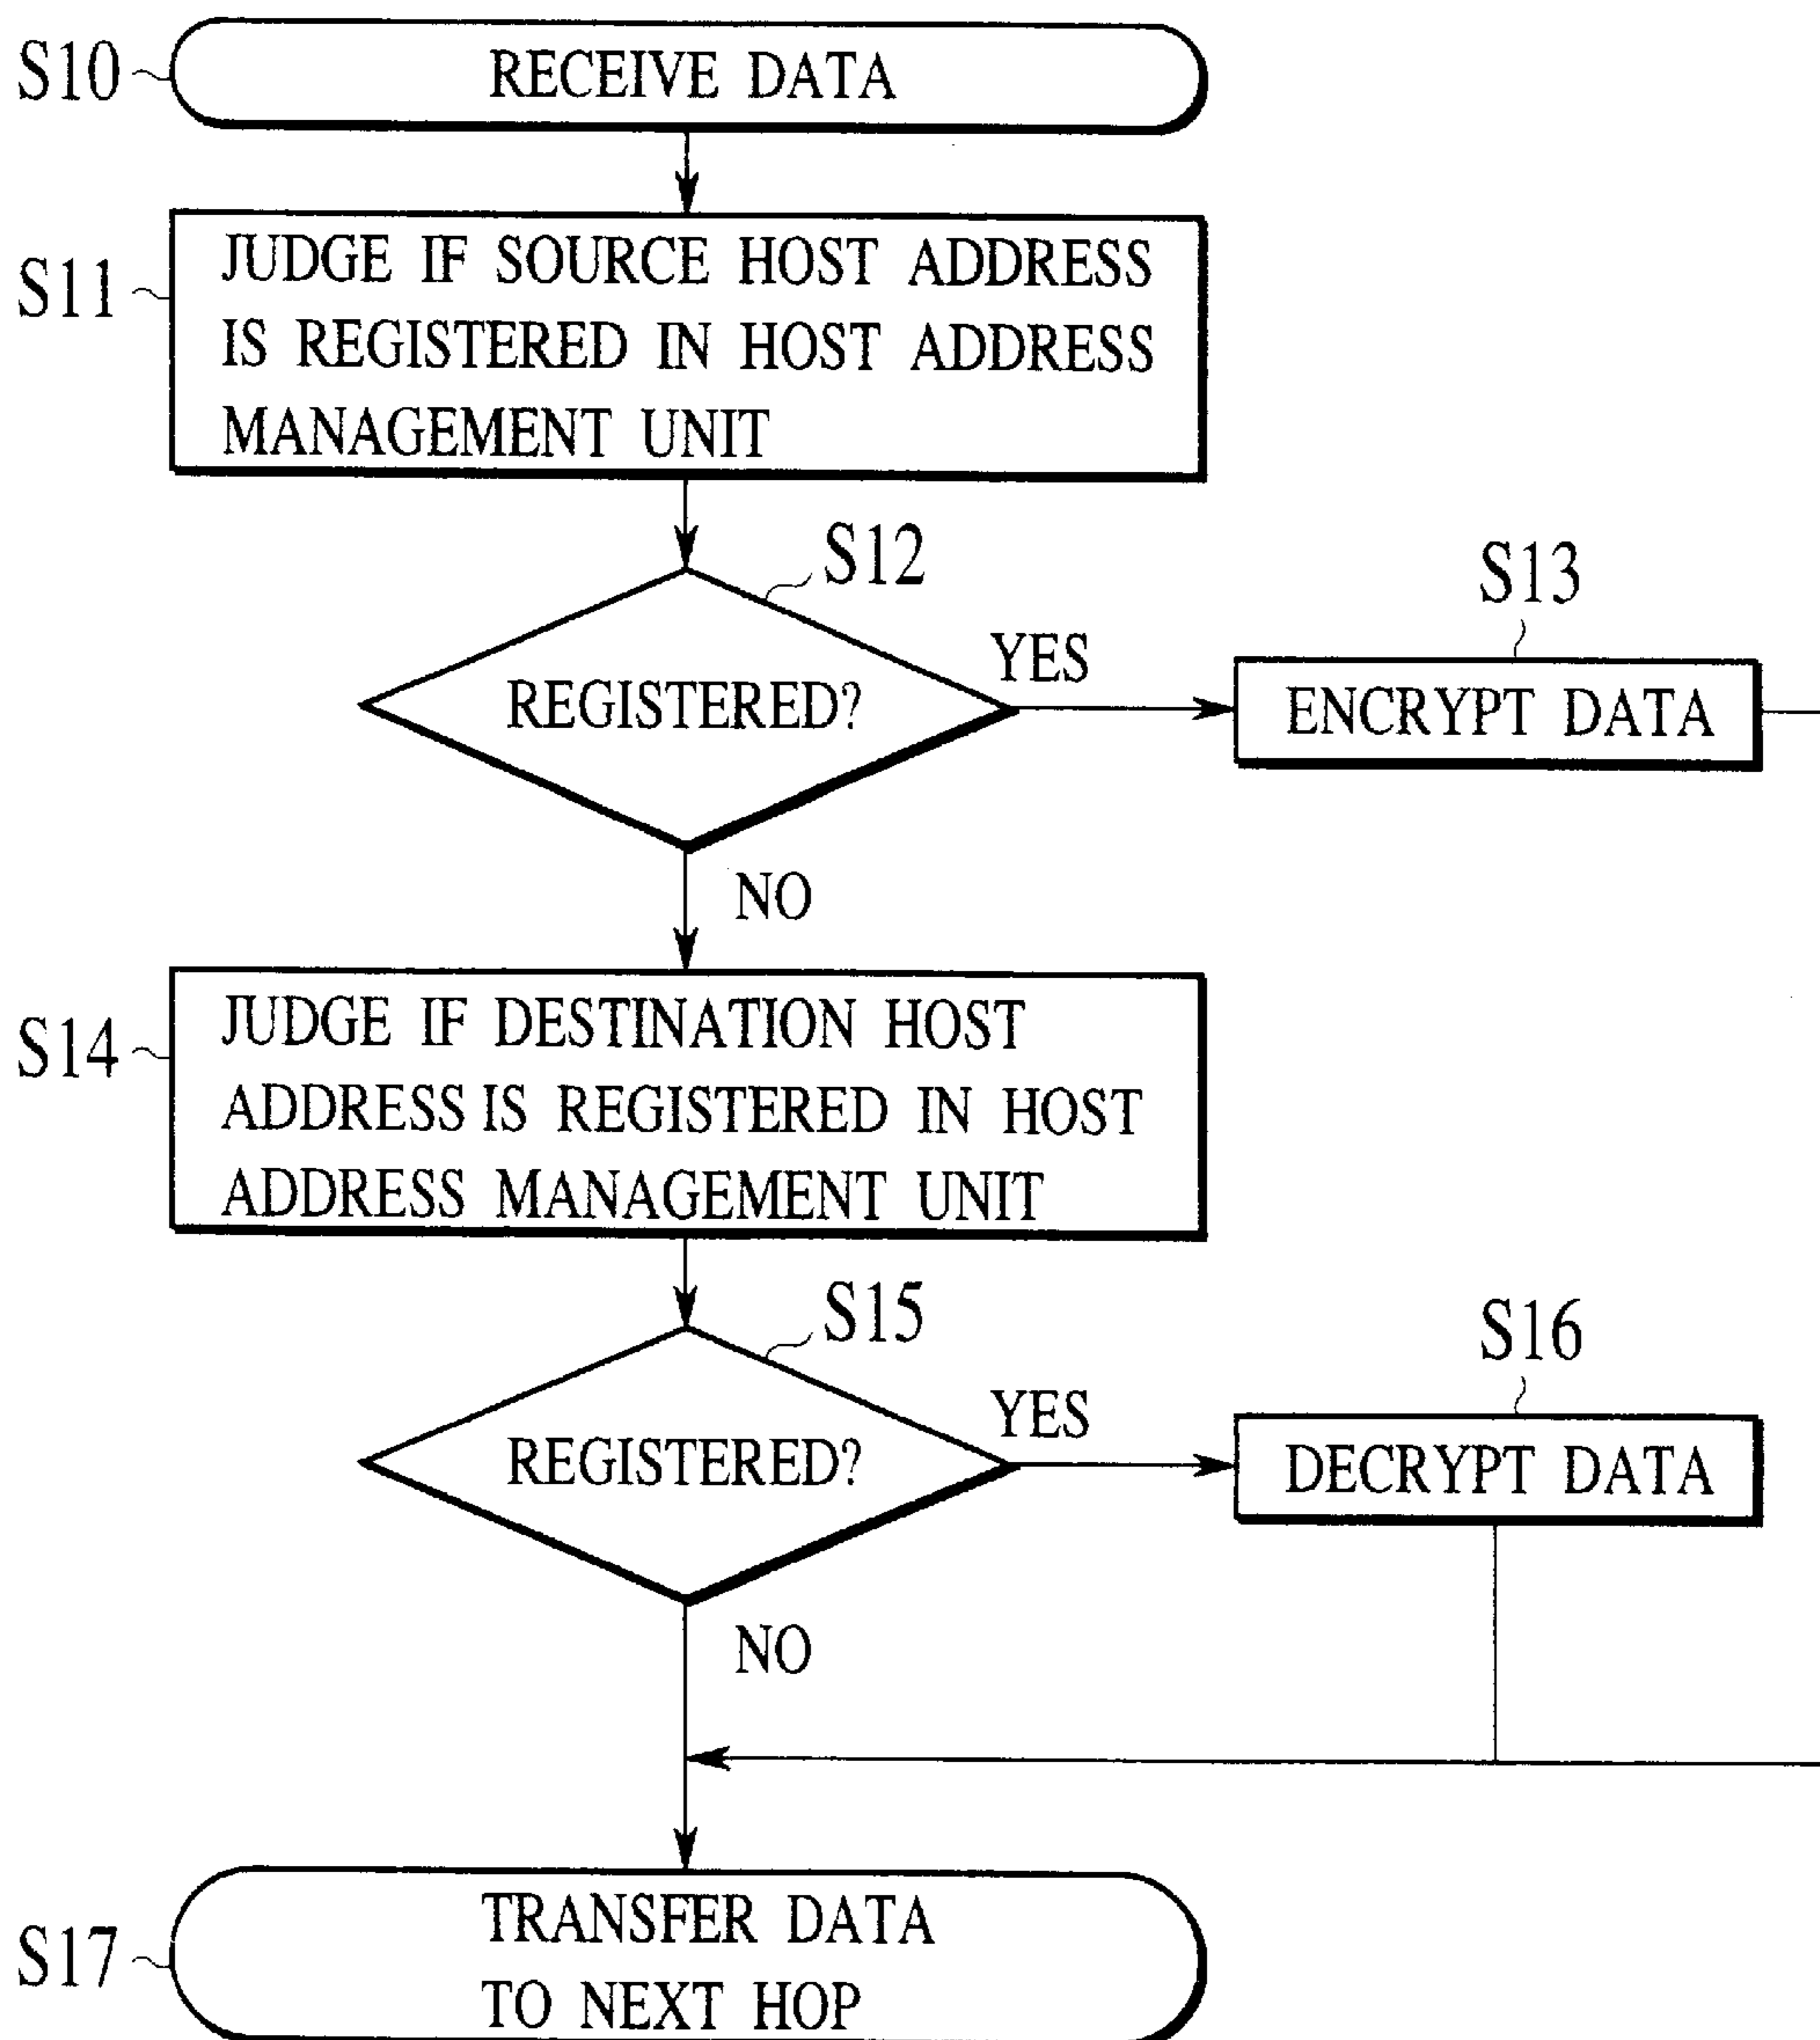 S10
RECEIVE DATA
S11
JUDGE IF SOURCE HOST ADDRESS
IS REGISTERED IN HOST ADDRESS
MANAGEMENT UNIT
S12
REGISTERED?
YES
S13
ENCRYPT DATA
NO
S14
JUDGE IF DESTINATION HOST
ADDRESS IS REGISTERED IN HOST
ADDRESS MANAGEMENT UNIT
S15
REGISTERED?
YES
S16
DECRYPT DATA
NO
S17
TRANSFER DATA
TO NEXT HOP